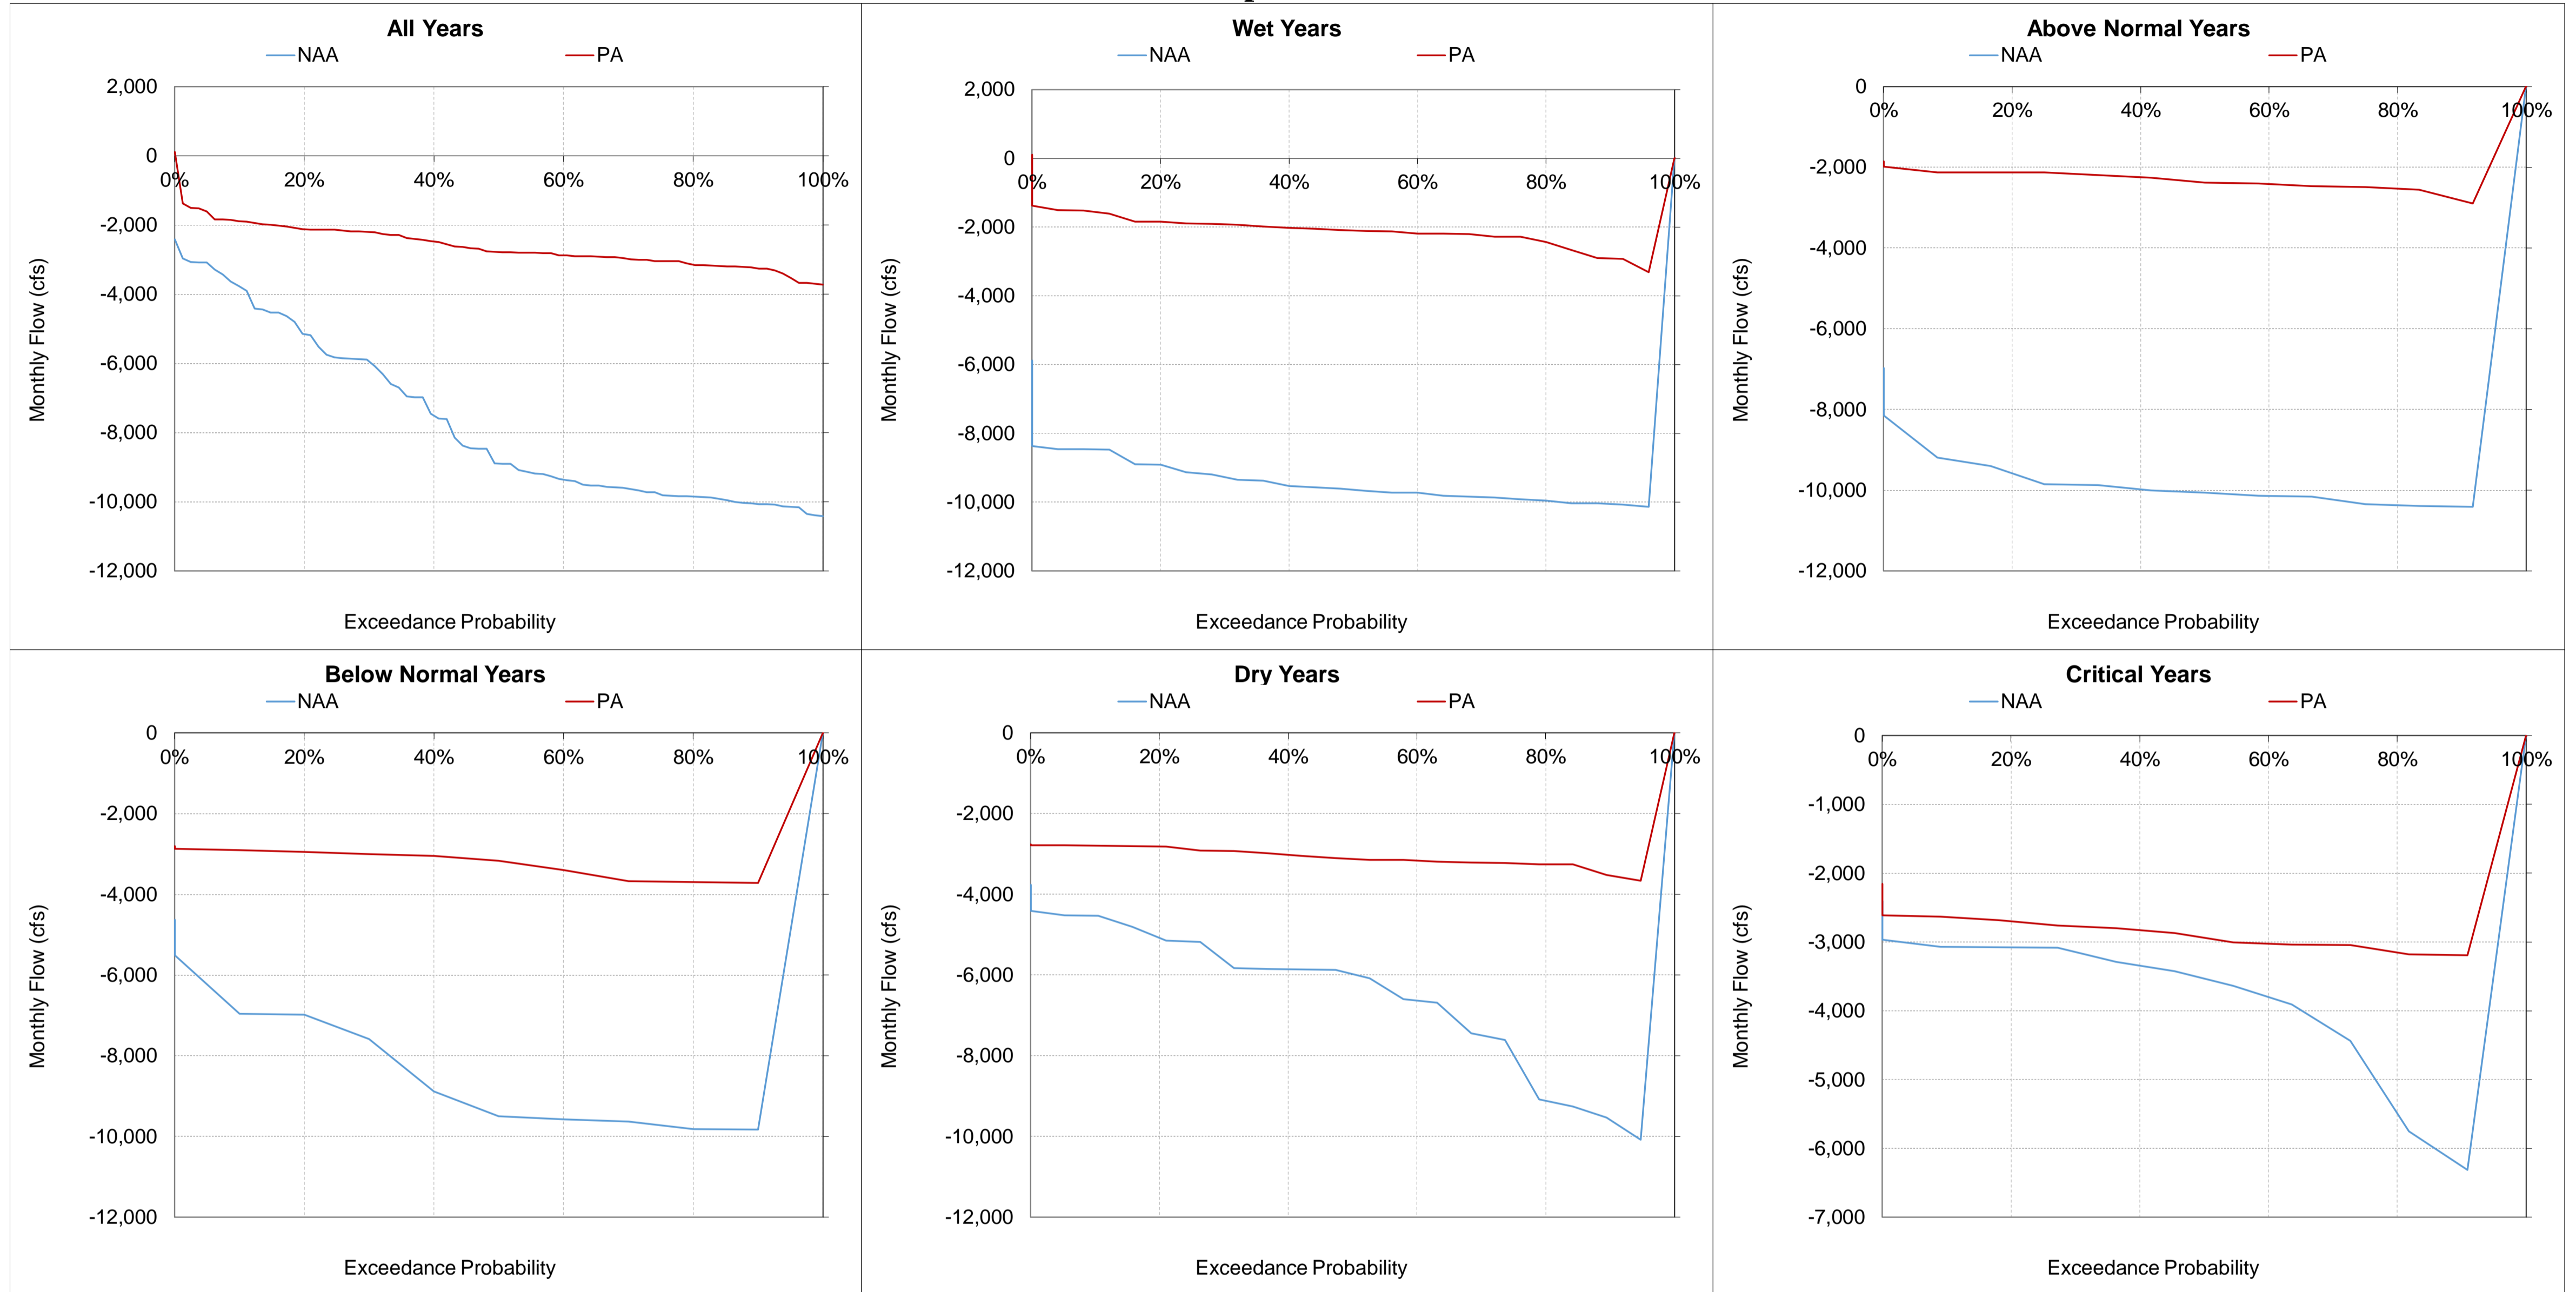 All Years
NAA PA
2,000
0
0% 20% 40% 60% 80% 100%
-2,000
-4,000
-6,000
-8,000
-10,000
-12,000
Monthly Flow (cfs)
Exceedance Probability
Wet Years
NAA PA
2,000
0
0% 20% 40% 60% 80% 100%
-2,000
-4,000
-6,000
-8,000
-10,000
-12,000
Monthly Flow (cfs)
Exceedance Probability
Above Normal Years
NAA PA
0
0% 20% 40% 60% 80% 100%
-2,000
-4,000
-6,000
-8,000
-10,000
-12,000
Monthly Flow (cfs)
Exceedance Probability
Below Normal Years
NAA PA
0
0% 20% 40% 60% 80% 100%
-2,000
-4,000
-6,000
-8,000
-10,000
-12,000
Monthly Flow (cfs)
Exceedance Probability
Dry Years
NAA PA
0
0% 20% 40% 60% 80% 100%
-2,000
-4,000
-6,000
-8,000
-10,000
-12,000
Monthly Flow (cfs)
Exceedance Probability
Critical Years
NAA PA
0
0% 20% 40% 60% 80% 100%
-1,000
-2,000
-3,000
-4,000
-5,000
-6,000
-7,000
Monthly Flow (cfs)
Exceedance Probability